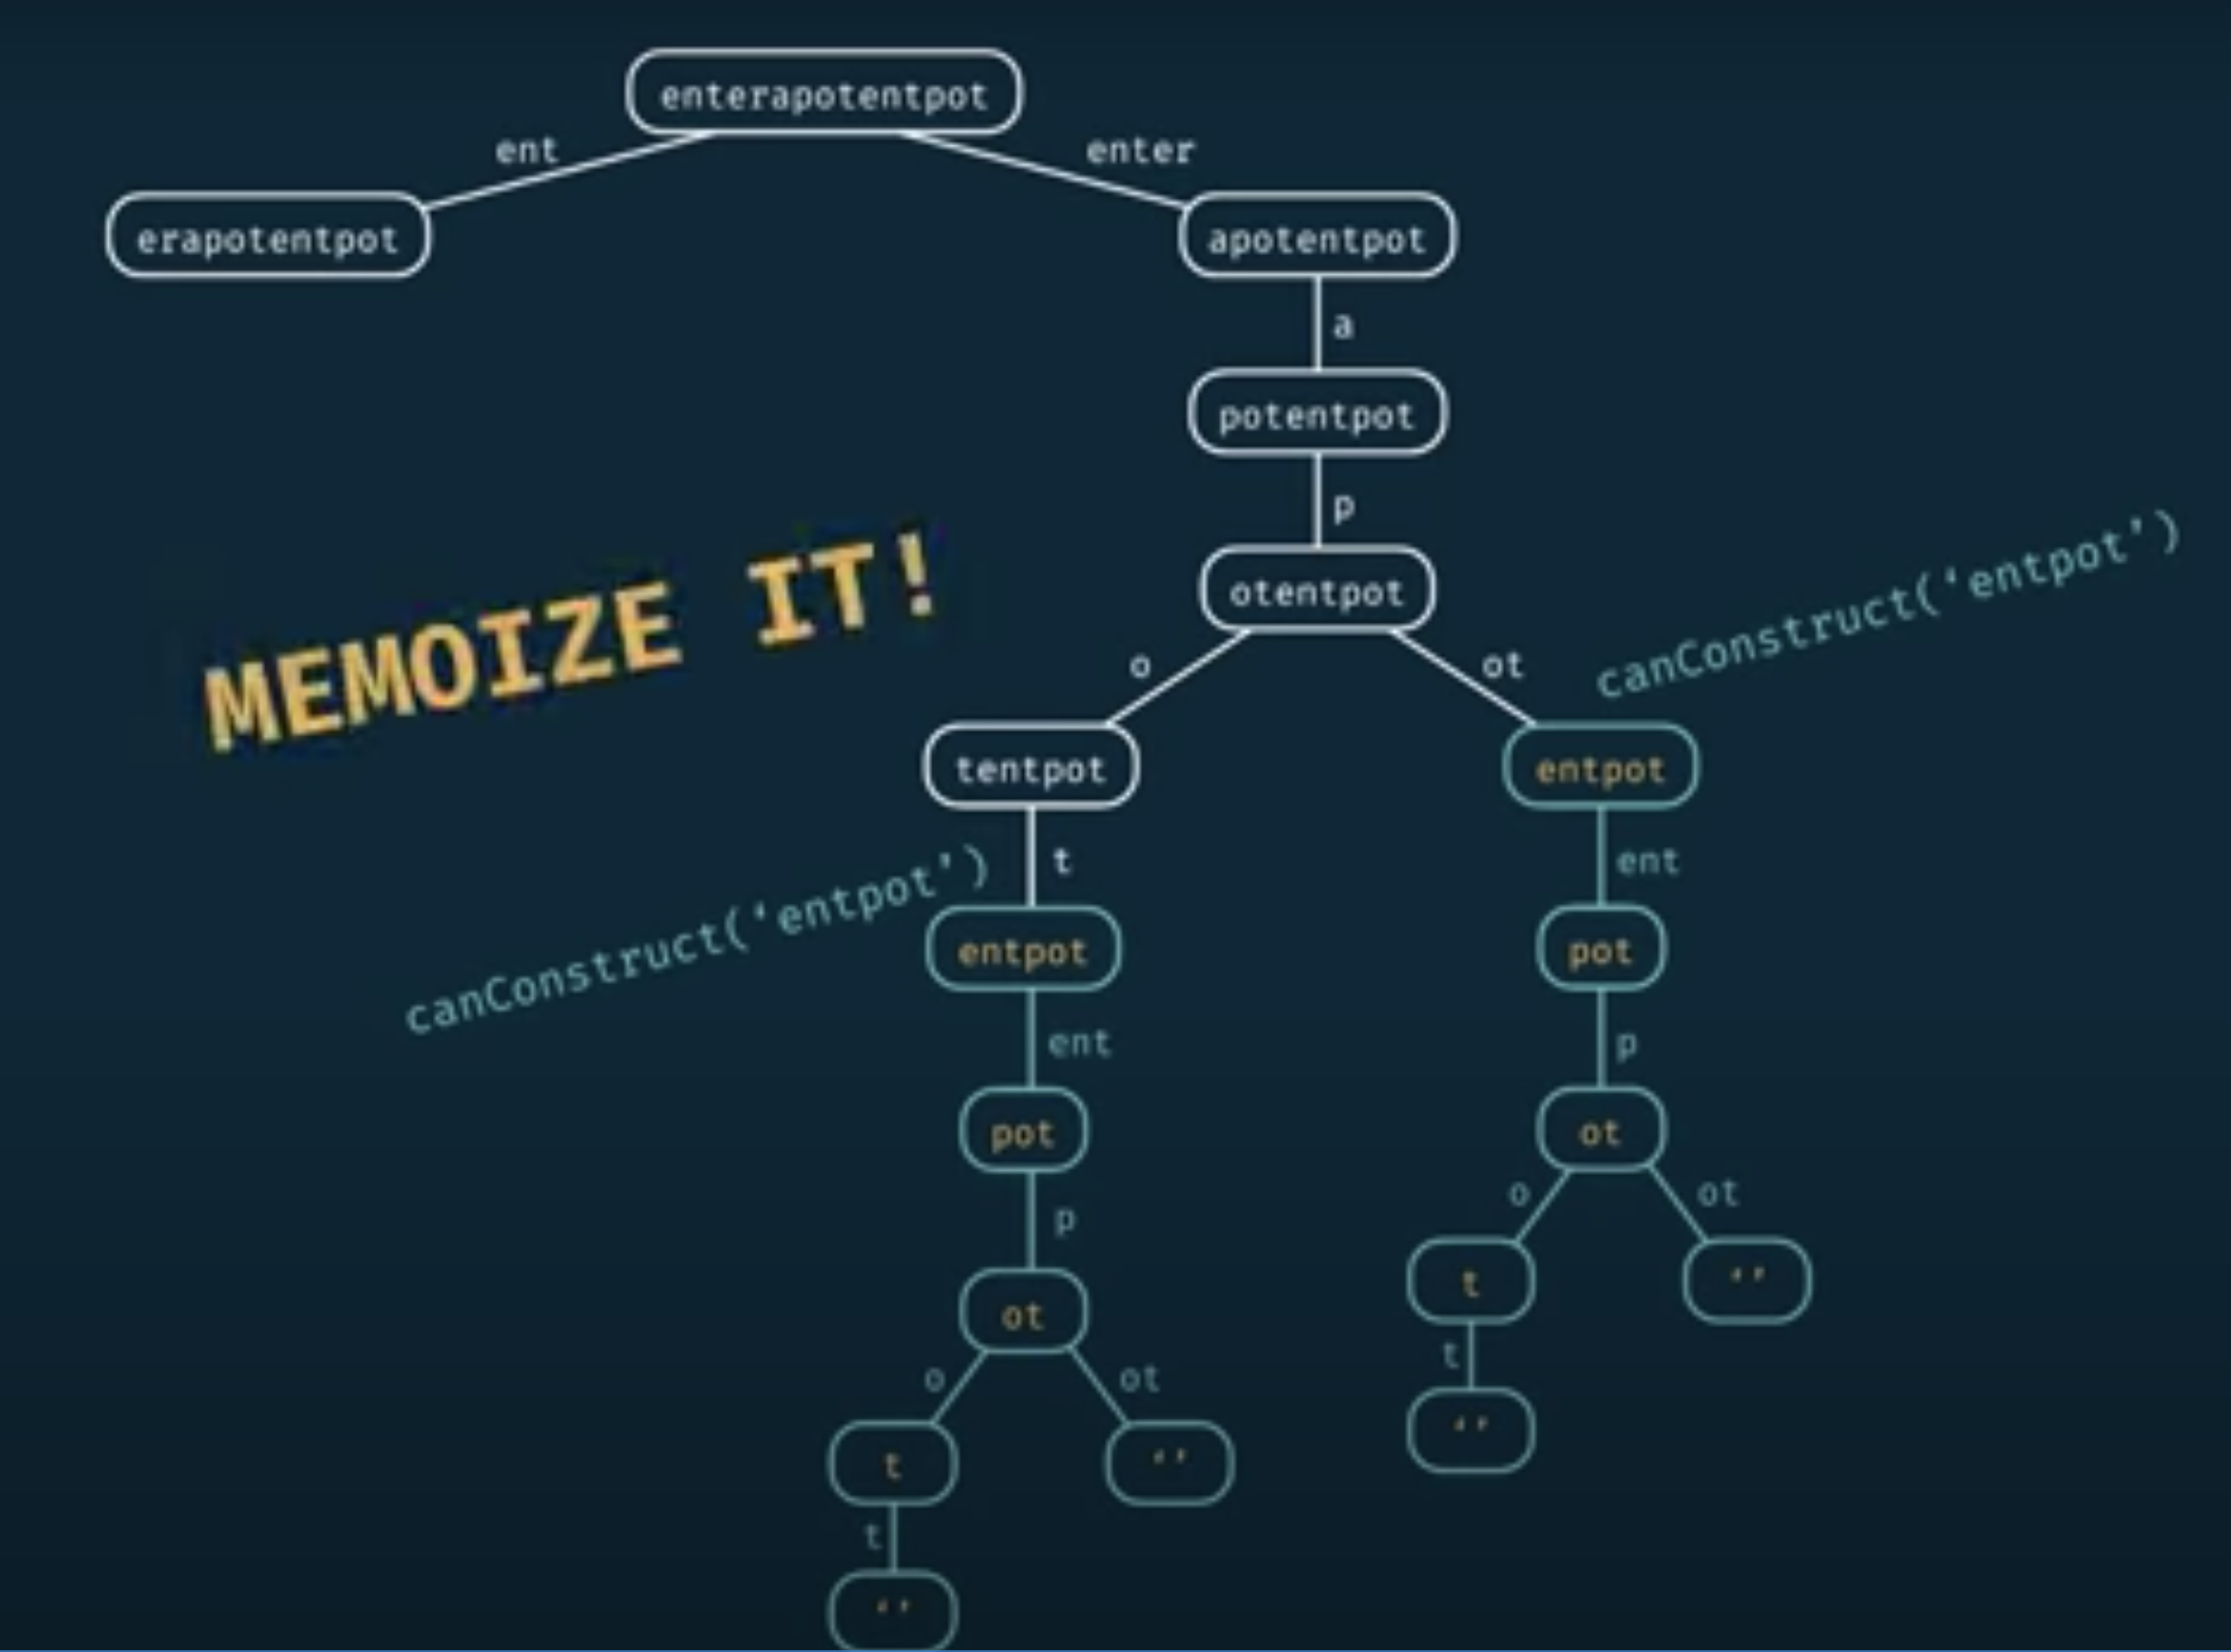 enterapotentpot
ent
enter
erapotentpot
apotentpot
a
potentpot
p
otentpot
MEMOIZE IT!
canConstruct(‘entpot’)
o
ot
tentpot
entpot
t
ent
canConstruct(‘entpot’)
entpot
pot
ent
p
pot
ot
p
o
ot
t
‘’
ot
t
o
ot
‘’
t
‘’
t
‘’